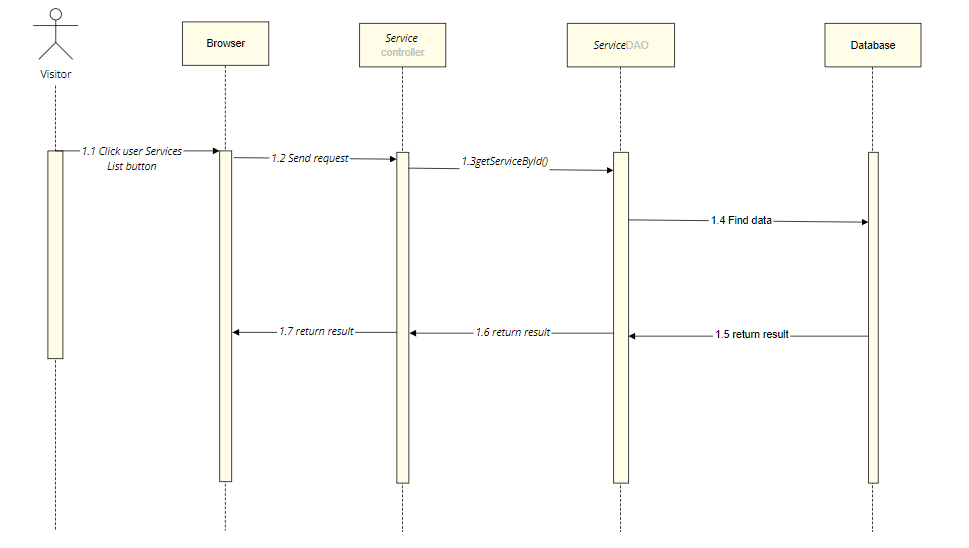 Visitor
Browser
Service
controller
ServiceDAO
Database
1.1 Click user Services
List button
1.2 Send request
1.3getServiceById()
1.4 Find data
1.7 return result
1.6 return result
1.5 return result